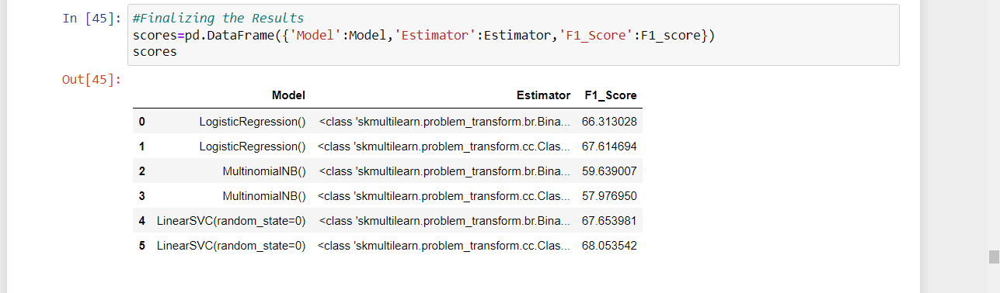 In [45]: #Finalizing the Results
scores=pd.DataFrame({'Model':Model,'Estimator':Estimator,'F1_Score':F1_score})
scores
Out[45]:
Model Estimator F1_Score
0 LogisticRegression() <class 'skmultilearn.problem_transform.br.Bina... 66.313028
1 LogisticRegression() <class 'skmultilearn.problem_transform.cc.Clas... 67.614694
2 MultinomialNB() <class 'skmultilearn.problem_transform.br.Bina... 59.639007
3 MultinomialNB() <class 'skmultilearn.problem_transform.cc.Clas... 57.976950
4 LinearSVC(random_state=0) <class 'skmultilearn.problem_transform.br.Bina... 67.653981
5 LinearSVC(random_state=0) <class 'skmultilearn.problem_transform.cc.Clas... 68.053542